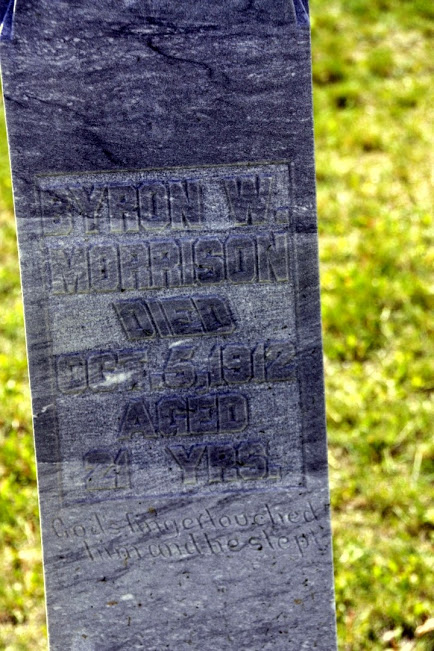 BYRON W.
MORRISON
DIED
OCT. 5, 1912
AGED
21 YRS.
God's finger touched
him and he slept.